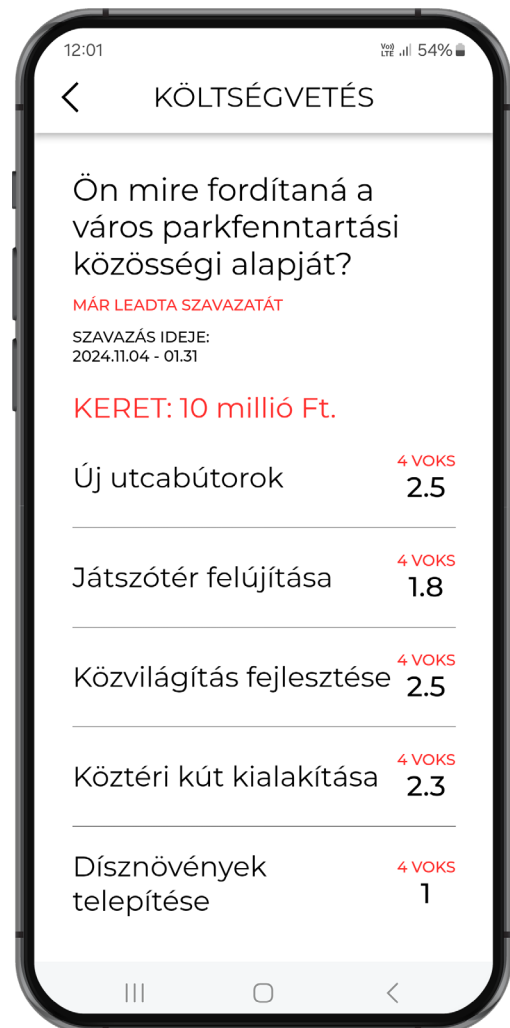 12:01
Vo)) LTE 54%
KÖLTSÉGVETÉS
Ön mire fordítaná a
város parkfenntartási
közösségi alapját?
MÁR LEADTA SZAVAZATÁT
SZAVAZÁS IDEJE:
2024.11.04 - 01.31
KERET: 10 millió Ft.
4 VOKS
Új utcabútorok 2.5
4 VOKS
Játszótér felújítása 1.8
4 VOKS
Közvilágítás fejlesztése 2.5
4 VOKS
Köztéri kút kialakítása 2.3
Dísznövények 4 VOKS
telepítése 1